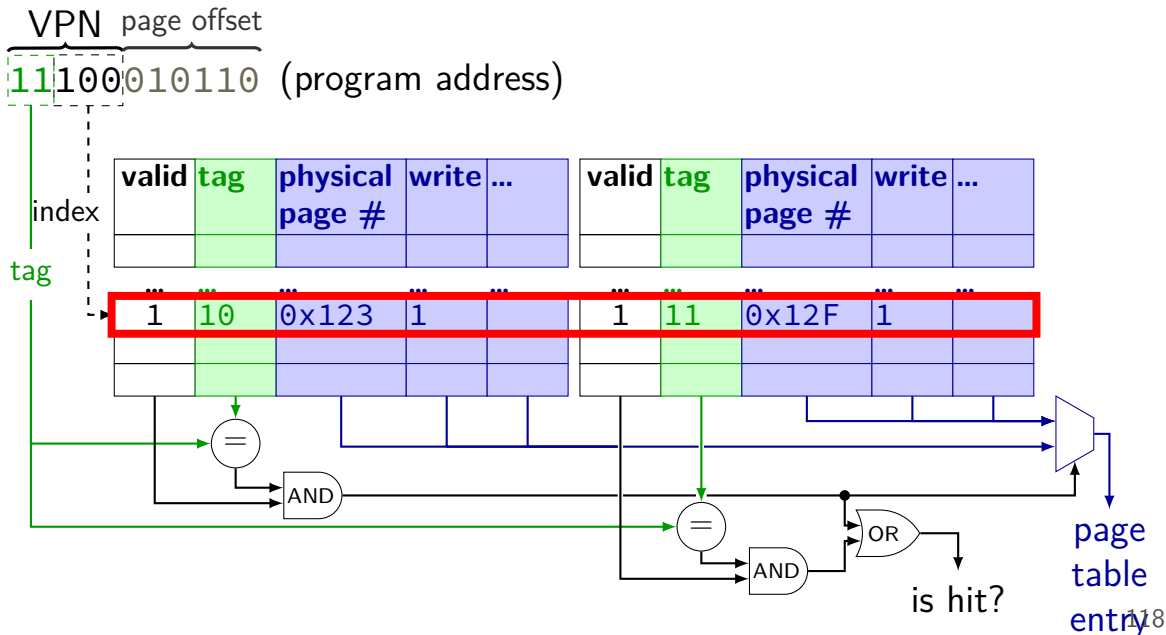 VPN page offset
11100010110 (program address)
valid tag physical page # write ... valid tag physical page # write ...
index
tag
... ... ... ... ... ... ... ... ... ...
1 10 0x123 1 1 11 0x12F 1
=
AND
=
OR
AND
is hit?
page
table
entry
118